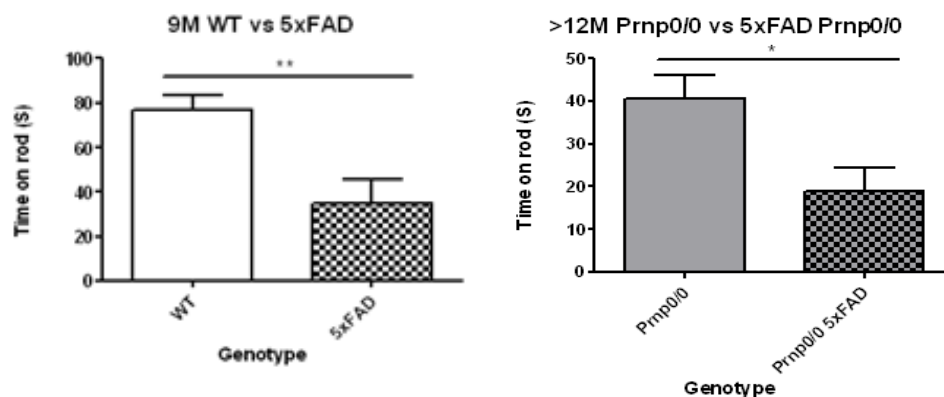 9M WT vs 5xFAD
**
Time on rod (S)
100
80
60
40
20
0
WT
5xFAD
Genotype
>12M Prnp0/0 vs 5xFAD Prnp0/0
*
Time on rod (S)
50
40
30
20
10
0
Prnp0/0
Prnp0/0 5xFAD
Genotype